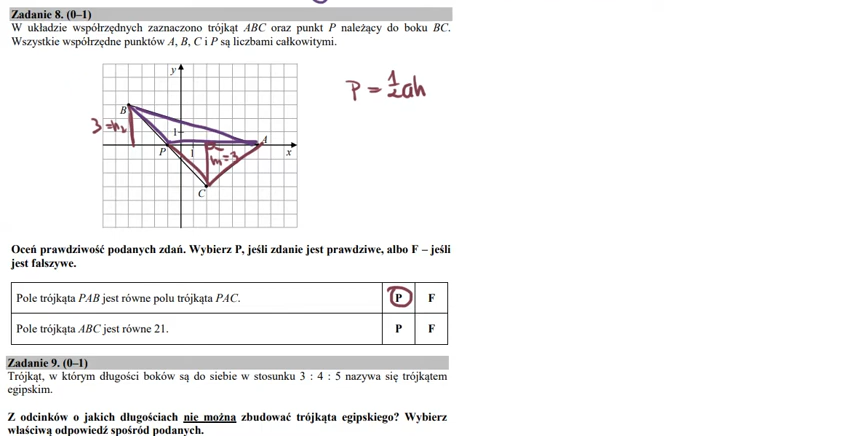 Zadanie 8. (0–1)
W układzie współrzędnych zaznaczono trójkąt ABC oraz punkt P należący do boku BC.
Wszystkie współrzędne punktów A, B, C i P są liczbami całkowitymi.
P = 1/2 ah
y
B
3 = h₂
1
A
P
1
h₁ = 3
x
C
Oceń prawdziwość podanych zdań. Wybierz P, jeśli zdanie jest prawdziwe, albo F – jeśli
jest fałszywe.
Pole trójkąta PAB jest równe polu trójkąta PAC. P F
Pole trójkąta ABC jest równe 21. P F
Zadanie 9. (0–1)
Trójkąt, w którym długości boków są do siebie w stosunku 3 : 4 : 5 nazywa się trójkątem
egipskim.
Z odcinków o jakich długościach nie można zbudować trójkąta egipskiego? Wybierz
właściwą odpowiedź spośród podanych.